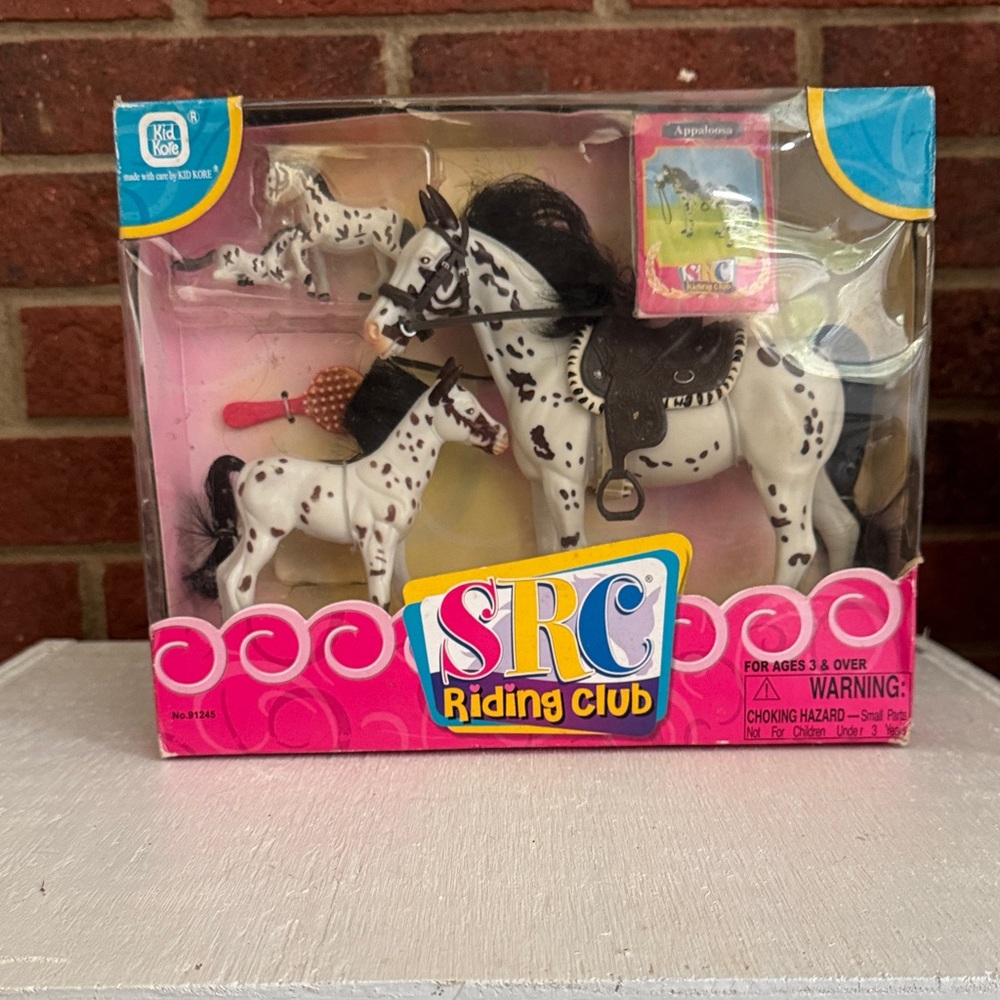 Kid
Kore
®
made with care by KID KORE ®
Appaloosa
SRC
Riding Club
SRC ®
Riding Club
No.91245
FOR AGES 3 & OVER
WARNING:
CHOKING HAZARD — Small Parts
Not For Children Under 3 Years